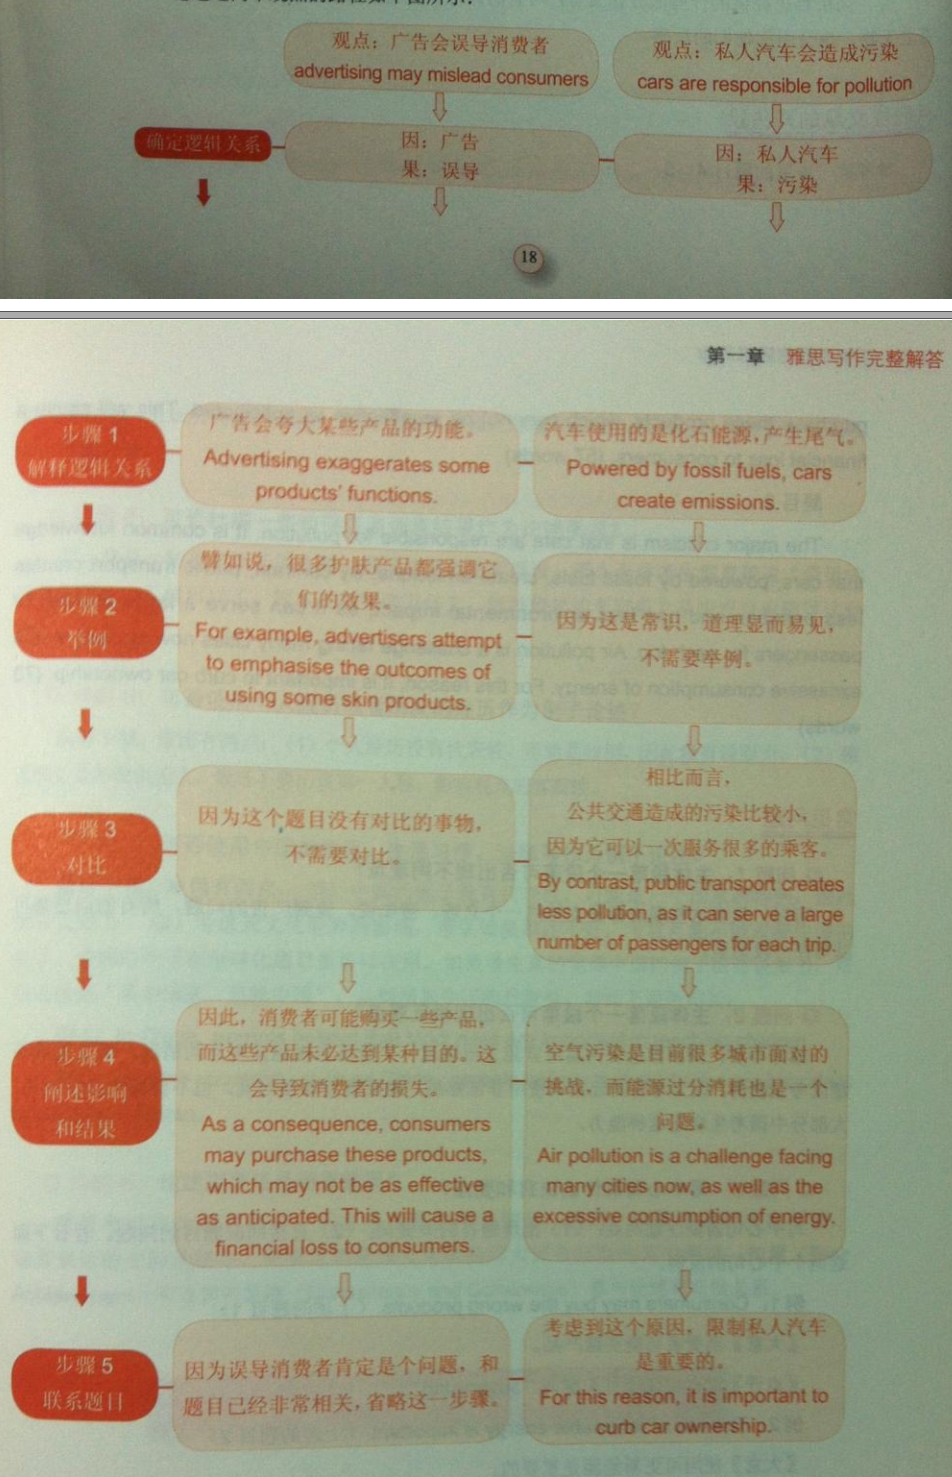 观点：广告会误导消费者
advertising may mislead consumers
观点：私人汽车会造成污染
cars are responsible for pollution
确定逻辑关系
因：广告
果：误导
因：私人汽车
果：污染
18
第一章 雅思写作完整解答
步骤 1
解释逻辑关系
广告会夸大某些产品的功能。
Advertising exaggerates some
products' functions.
汽车使用的是化石能源,产生尾气。
Powered by fossil fuels, cars
create emissions.
步骤 2
举例
譬如说，很多护肤产品都强调它
们的效果。
For example, advertisers attempt
to emphasise the outcomes of
using some skin products.
因为这是常识，道理显而易见，
不需要举例。
步骤 3
对比
因为这个题目没有对比的事物，
不需要对比。
相比而言，
公共交通造成的污染比较小，
因为它可以一次服务很多的乘客。
By contrast, public transport creates
less pollution, as it can serve a large
number of passengers for each trip.
步骤 4
阐述影响
和结果
因此，消费者可能购买一些产品，
而这些产品未必达到某种目的。这
会导致消费者的损失。
As a consequence, consumers
may purchase these products,
which may not be as effective
as anticipated. This will cause a
financial loss to consumers.
空气污染是目前很多城市面对的
挑战，而能源过分消耗也是一个
问题。
Air pollution is a challenge facing
many cities now, as well as the
excessive consumption of energy.
步骤 5
联系题目
因为误导消费者肯定是个问题，和
题目已经非常相关,省略这一步骤。
考虑到这个原因，限制私人汽车
是重要的。
For this reason, it is important to
curb car ownership.